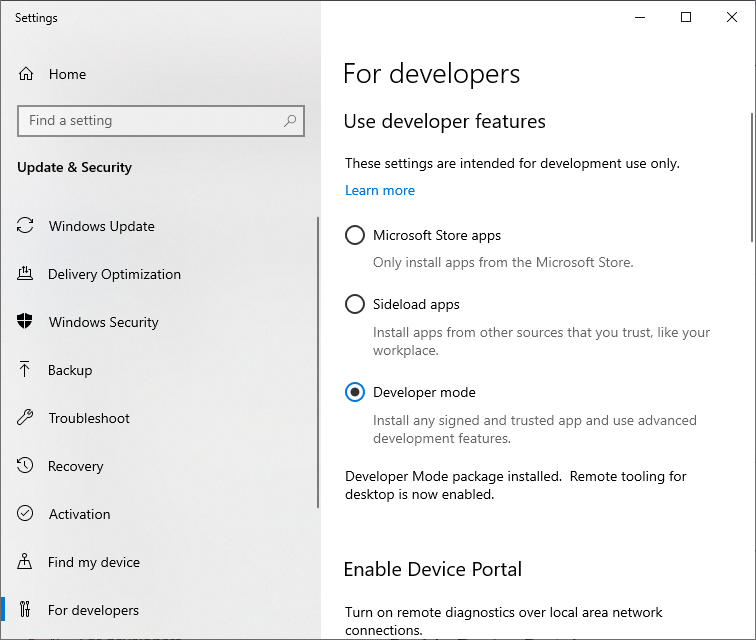 Settings
Home
Find a setting
Update & Security
Windows Update
Delivery Optimization
Windows Security
Backup
Troubleshoot
Recovery
Activation
Find my device
For developers
For developers
Use developer features
These settings are intended for development use only.
Learn more
Microsoft Store apps
Only install apps from the Microsoft Store.
Sideload apps
Install apps from other sources that you trust, like your
workplace.
Developer mode
Install any signed and trusted app and use advanced
development features.
Developer Mode package installed.  Remote tooling for
desktop is now enabled.
Enable Device Portal
Turn on remote diagnostics over local area network
connections.